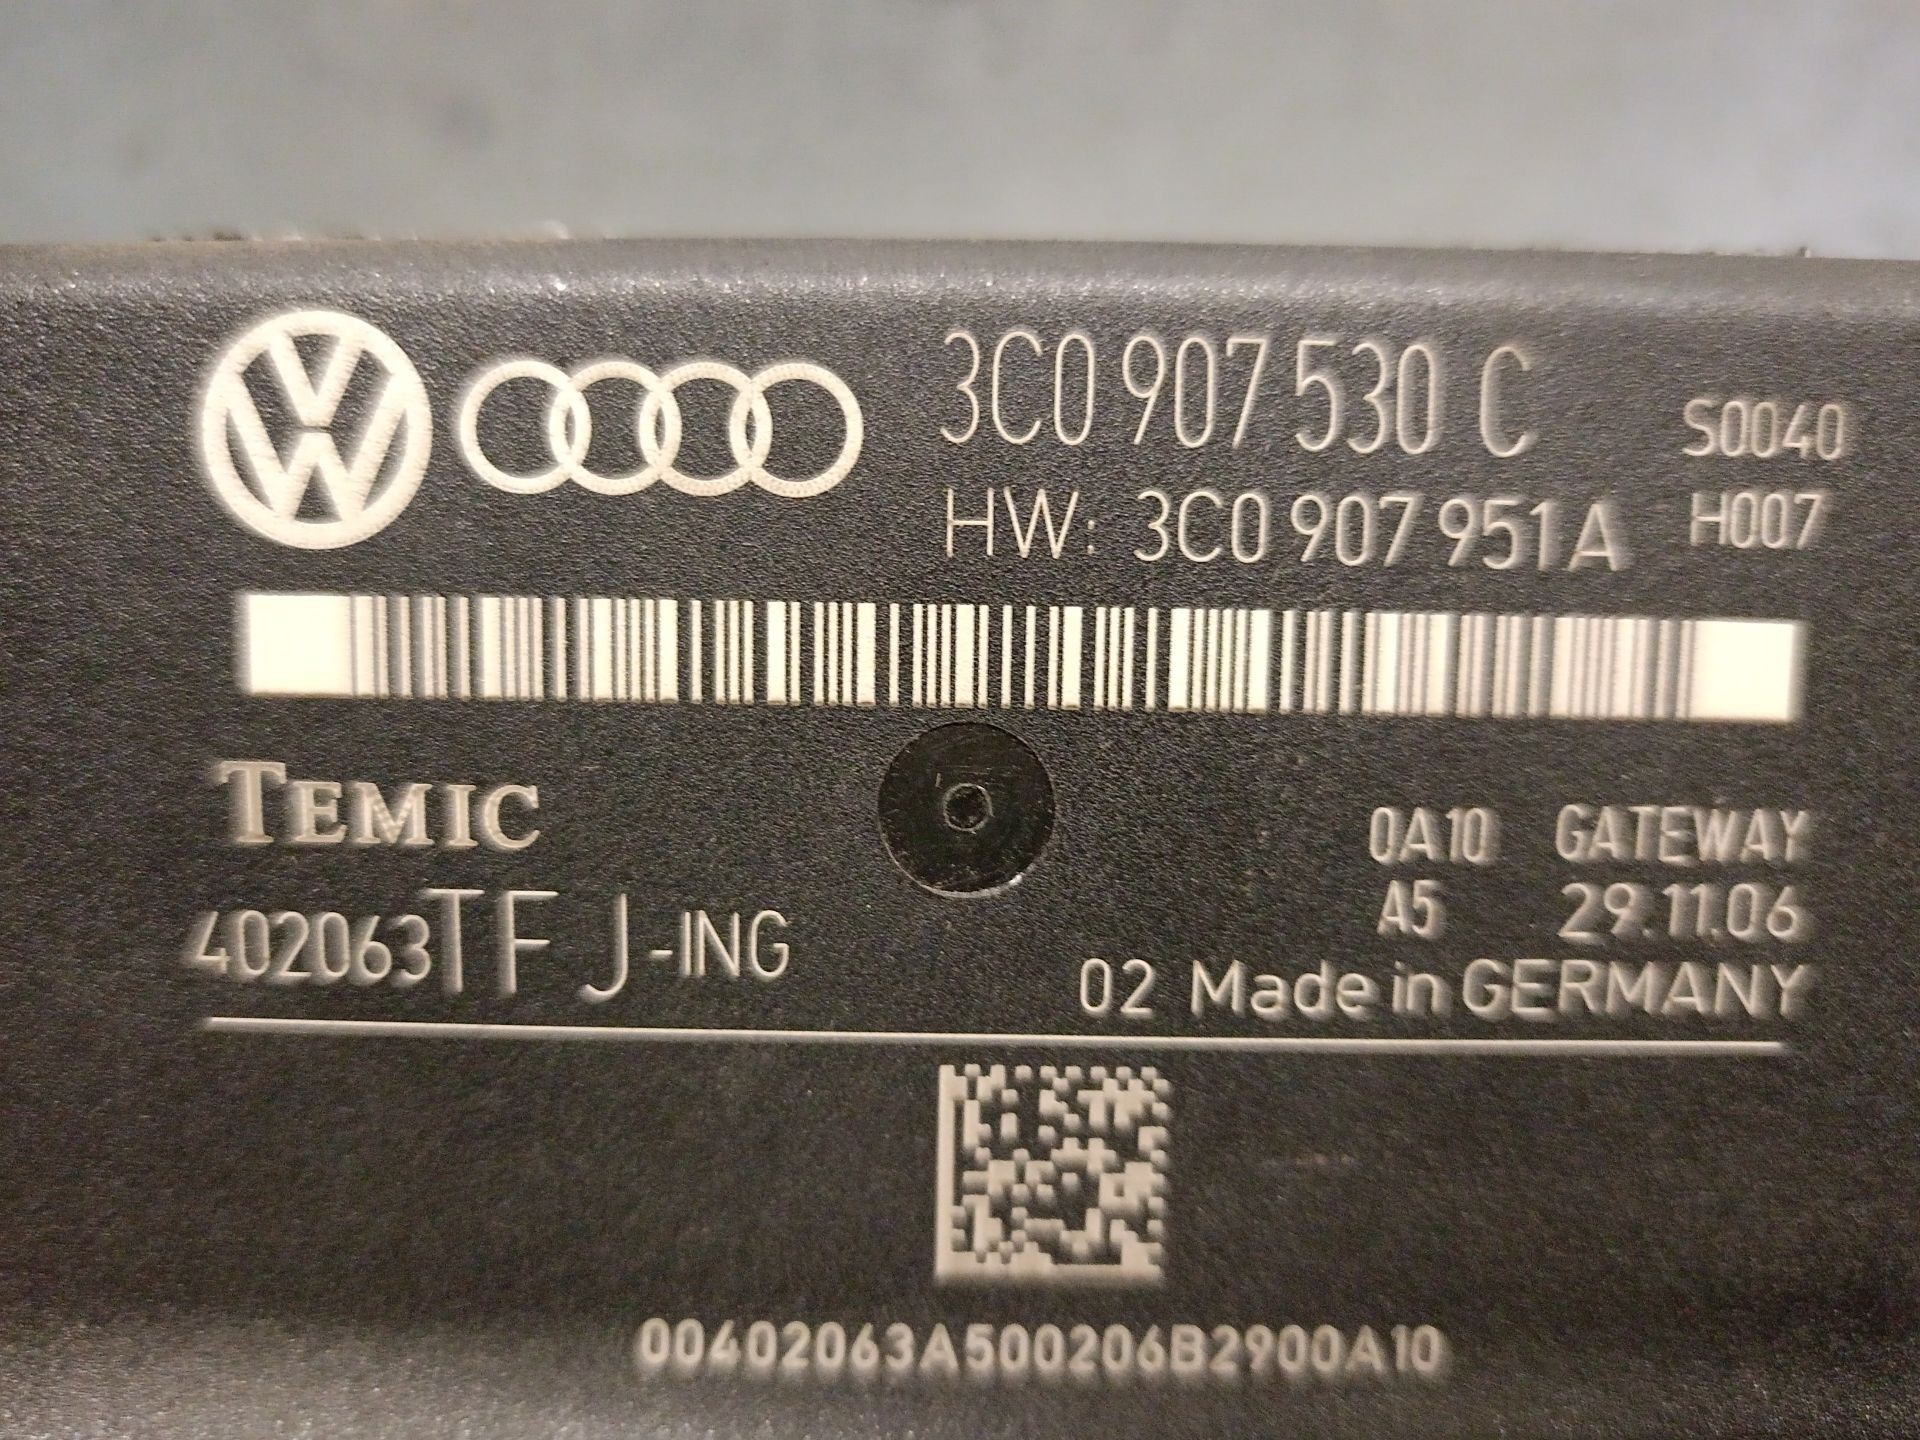 3C0 907 530 C S0040
HW: 3C0 907 951 A H007
TEMIC
0A10 GATEWAY
402063TF J-ING
A5 29.11.06
02 Made in GERMANY
00402063A500206B2900A10